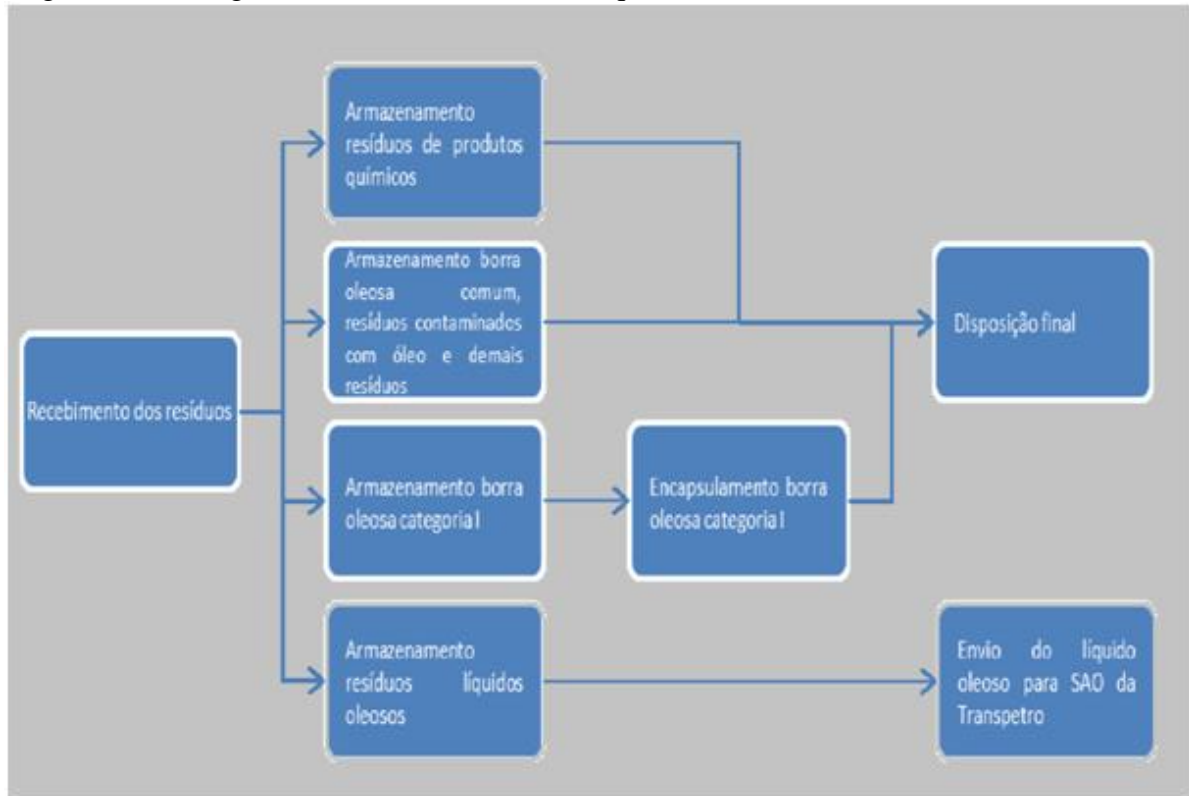 Armazenamento
resíduos de produtos
químicos
Armazenamento borra
oleosa comum,
resíduos contaminados
com óleo e demais
resíduos
Recebimento dos resíduos
Disposição final
Armazenamento borra
oleosa categoria I
Encapsulamento borra
oleosa categoria I
Armazenamento
resíduos líquidos
oleosos
Envio do líquido
oleoso para SAO da
Transpetro